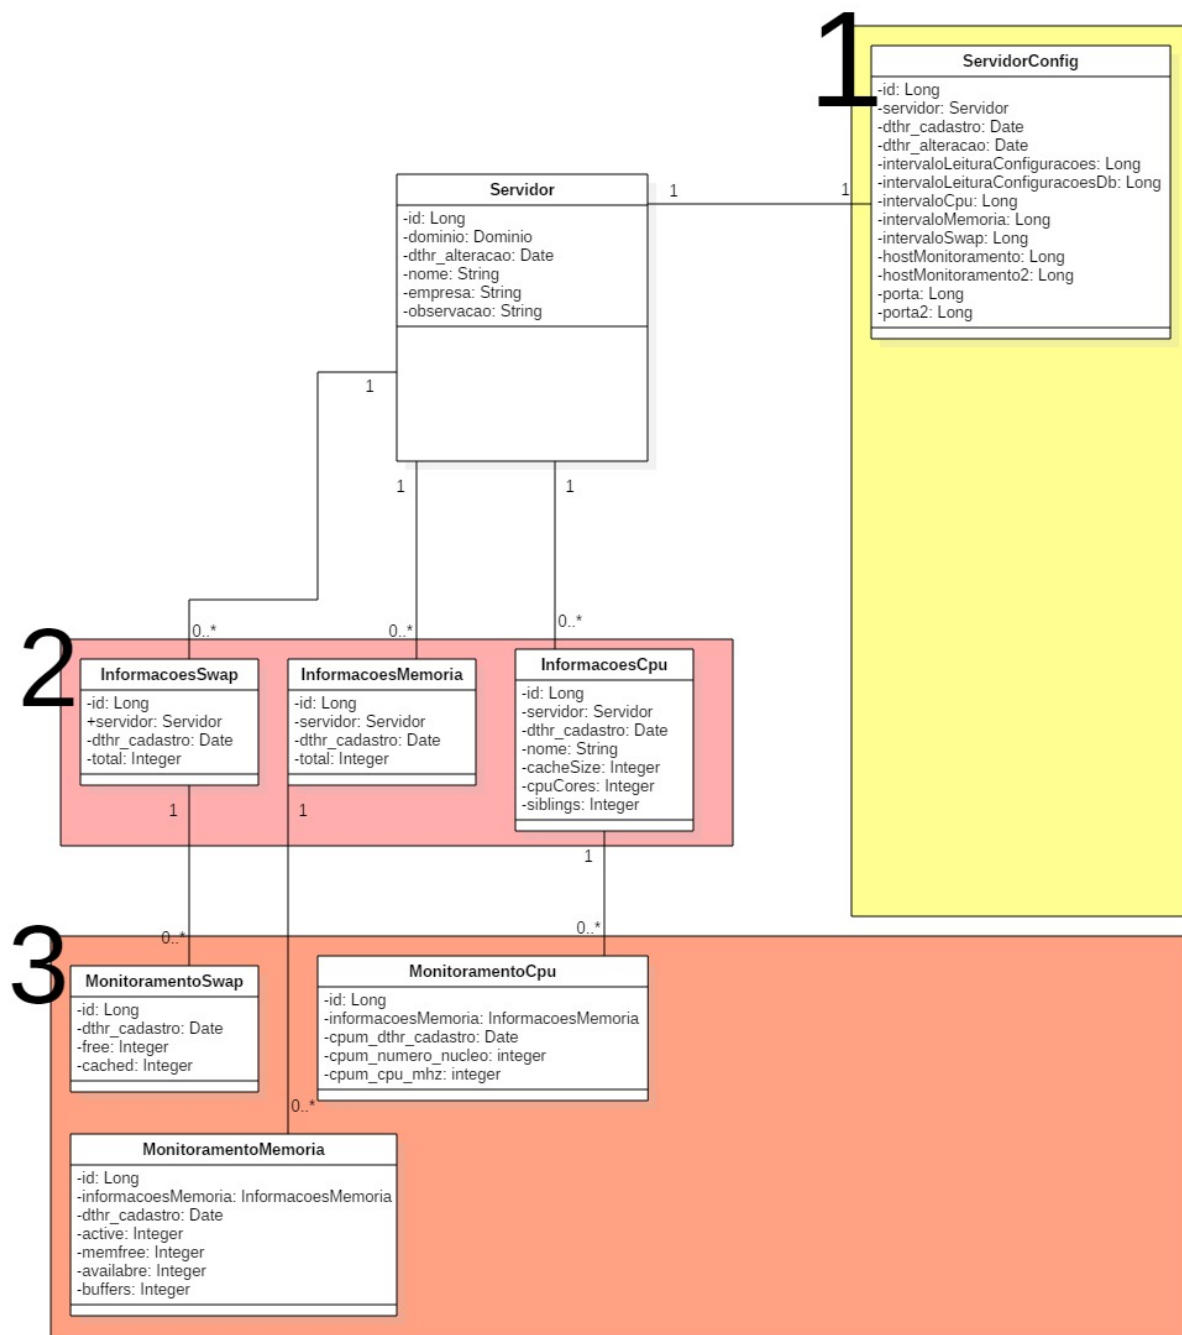 1
ServidorConfig
-id: Long
-servidor: Servidor
-dthr_cadastro: Date
-dthr_alteracao: Date
-intervaloLeituraConfiguracoes: Long
-intervaloLeituraConfiguracoesDb: Long
-intervaloCpu: Long
-intervaloMemoria: Long
-intervaloSwap: Long
-hostMonitoramento: Long
-hostMonitoramento2: Long
-porta: Long
-porta2: Long
Servidor
-id: Long
-dominio: Dominio
-dthr_alteracao: Date
-nome: String
-empresa: String
-observacao: String
1
1
1
1
1
0..*
0..*
0..*
2
InformacoesSwap
-id: Long
+servidor: Servidor
-dthr_cadastro: Date
-total: Integer
InformacoesMemoria
-id: Long
-servidor: Servidor
-dthr_cadastro: Date
-total: Integer
InformacoesCpu
-id: Long
-servidor: Servidor
-dthr_cadastro: Date
-nome: String
-cacheSize: Integer
-cpuCores: Integer
-siblings: Integer
1
1
1
0..*
0..*
3
MonitoramentoSwap
-id: Long
-dthr_cadastro: Date
-free: Integer
-cached: Integer
MonitoramentoCpu
-id: Long
-informacoesMemoria: InformacoesMemoria
-cpum_dthr_cadastro: Date
-cpum_numero_nucleo: integer
-cpum_cpu_mhz: integer
0..*
MonitoramentoMemoria
-id: Long
-informacoesMemoria: InformacoesMemoria
-dthr_cadastro: Date
-active: Integer
-memfree: Integer
-availabre: Integer
-buffers: Integer